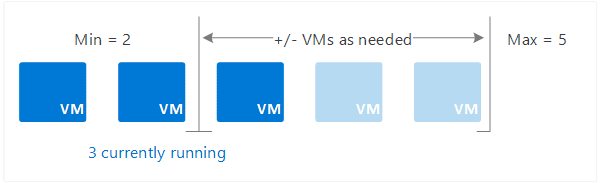 Min = 2
+/- VMs as needed
Max = 5
VM
VM
VM
VM
VM
3 currently running